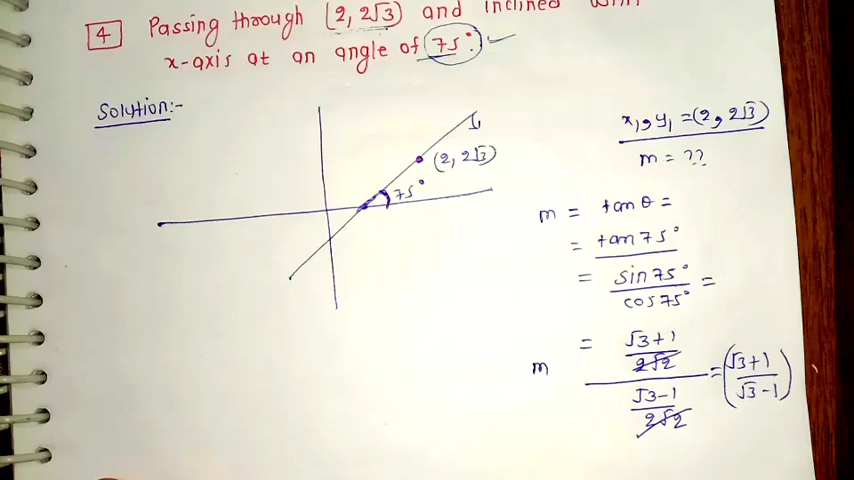 4 Passing through (2, 2√3) and inclined with
x-axis at an angle of 75°.
Solution:-
(2, 2√3)
75°
x₁, y₁ = (2, 2√3)
m = ??
m = tan θ =
= tan 75°
= sin 75° / cos 75° =
m = (√3+1 / 2√2) / (√3-1 / 2√2) = (√3+1 / √3-1)